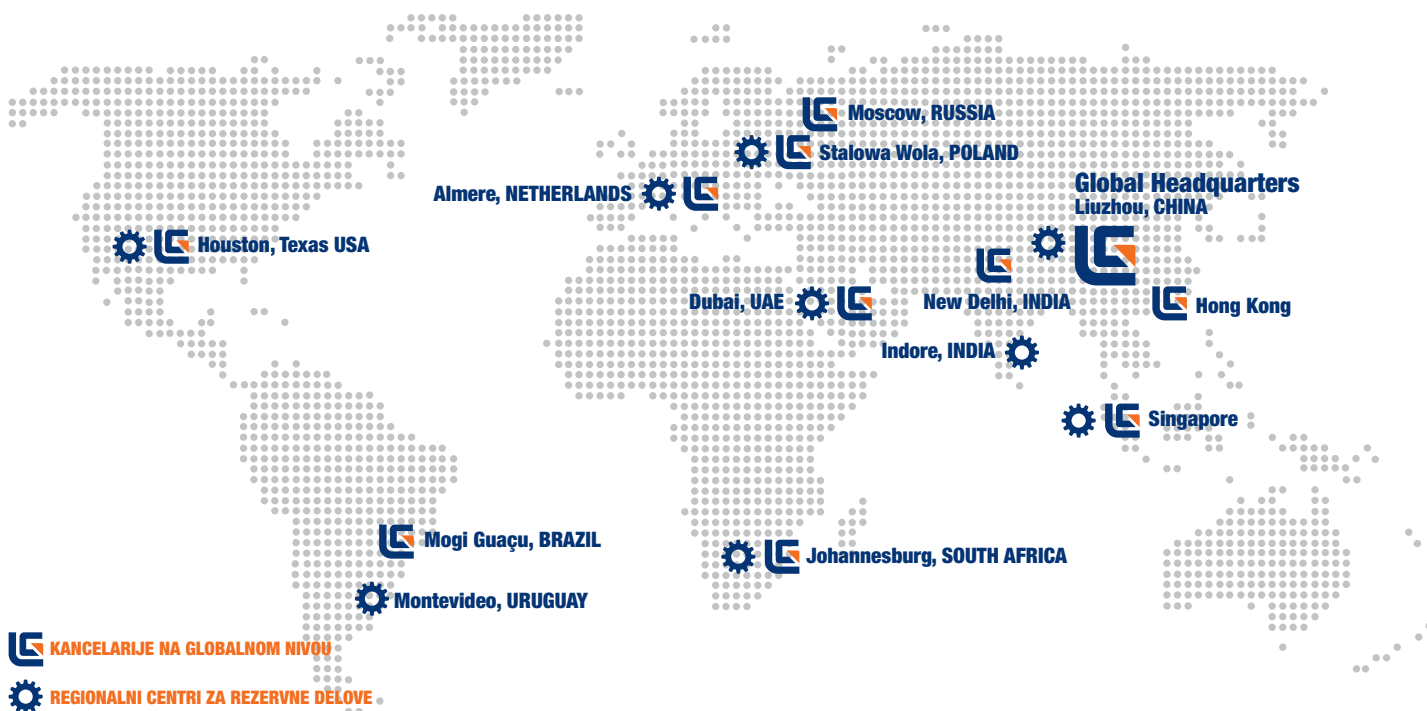 Moscow, RUSSIA
Stalowa Wola, POLAND
Almere, NETHERLANDS
Global Headquarters
Liuzhou, CHINA
Houston, Texas USA
Dubai, UAE
New Delhi, INDIA
Hong Kong
Indore, INDIA
Singapore
Mogi Guaçu, BRAZIL
Johannesburg, SOUTH AFRICA
Montevideo, URUGUAY
KANCELARIJE NA GLOBALNOM NIVOU
REGIONALNI CENTRI ZA REZERVNE DELOVE